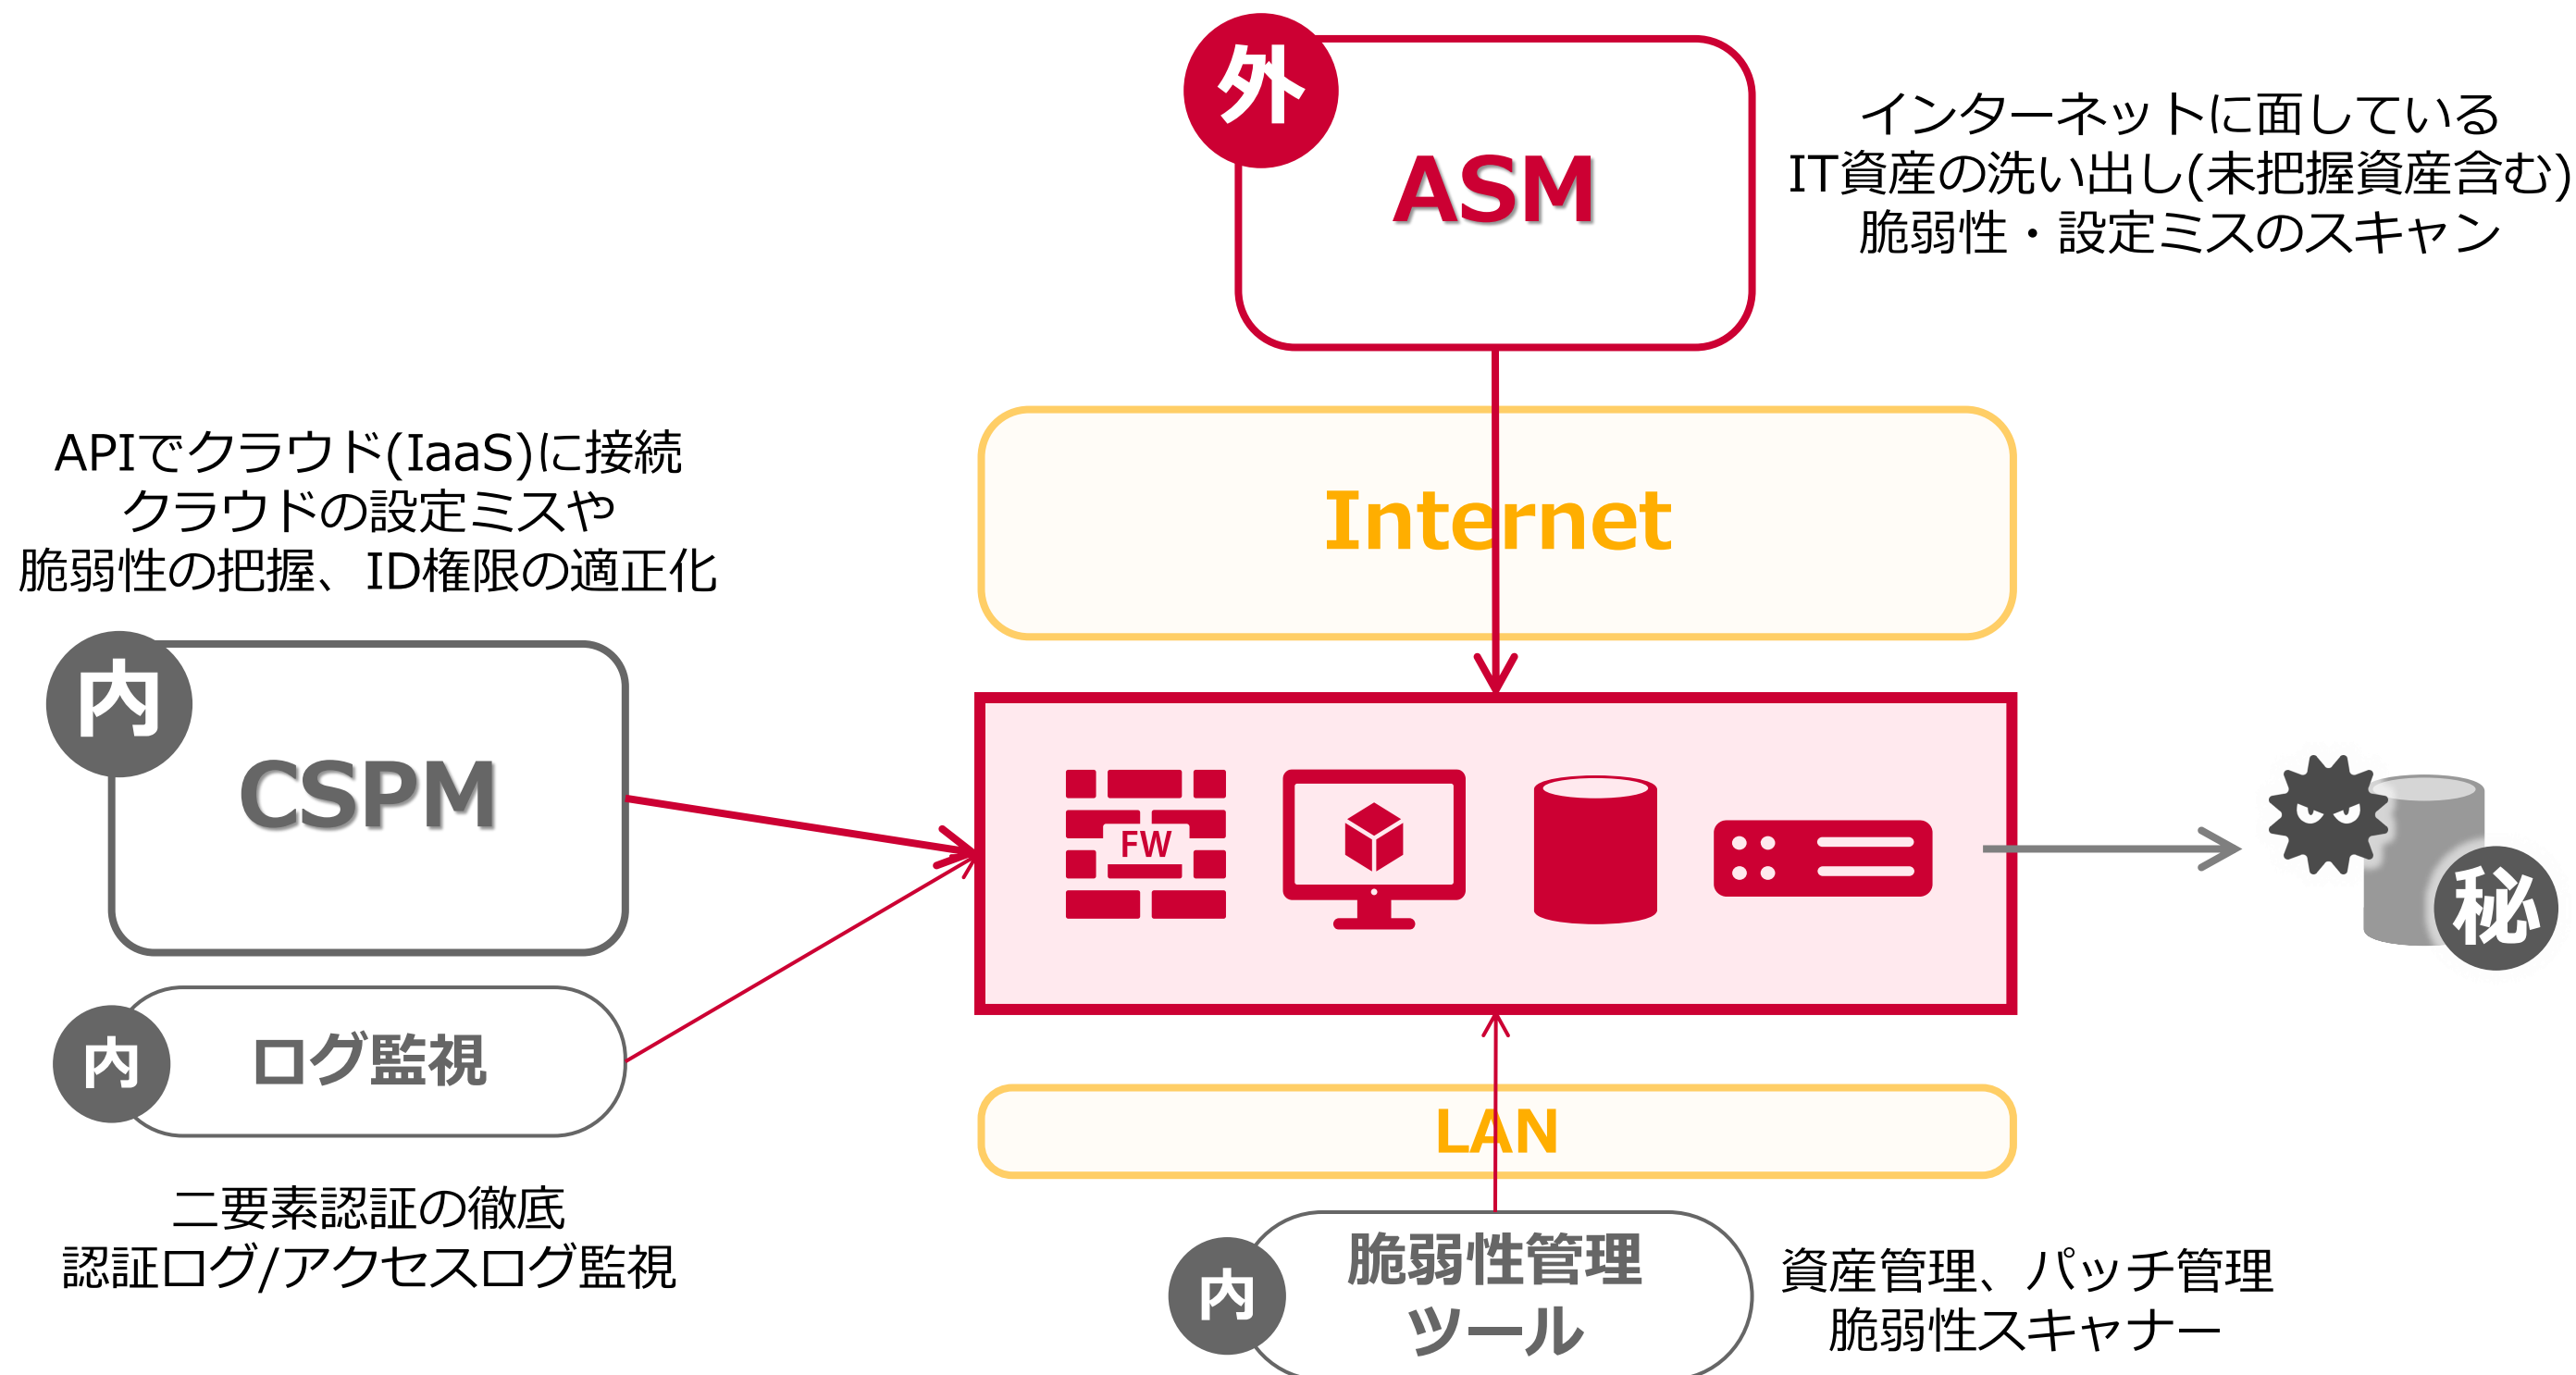 外
ASM
インターネットに面している
IT資産の洗い出し(未把握資産含む)
脆弱性・設定ミスのスキャン
APIでクラウド(IaaS)に接続
クラウドの設定ミスや
脆弱性の把握、ID権限の適正化
Internet
内
CSPM
FW
秘
内
ログ監視
LAN
二要素認証の徹底
認証ログ/アクセスログ監視
内
脆弱性管理
ツール
資産管理、パッチ管理
脆弱性スキャナー